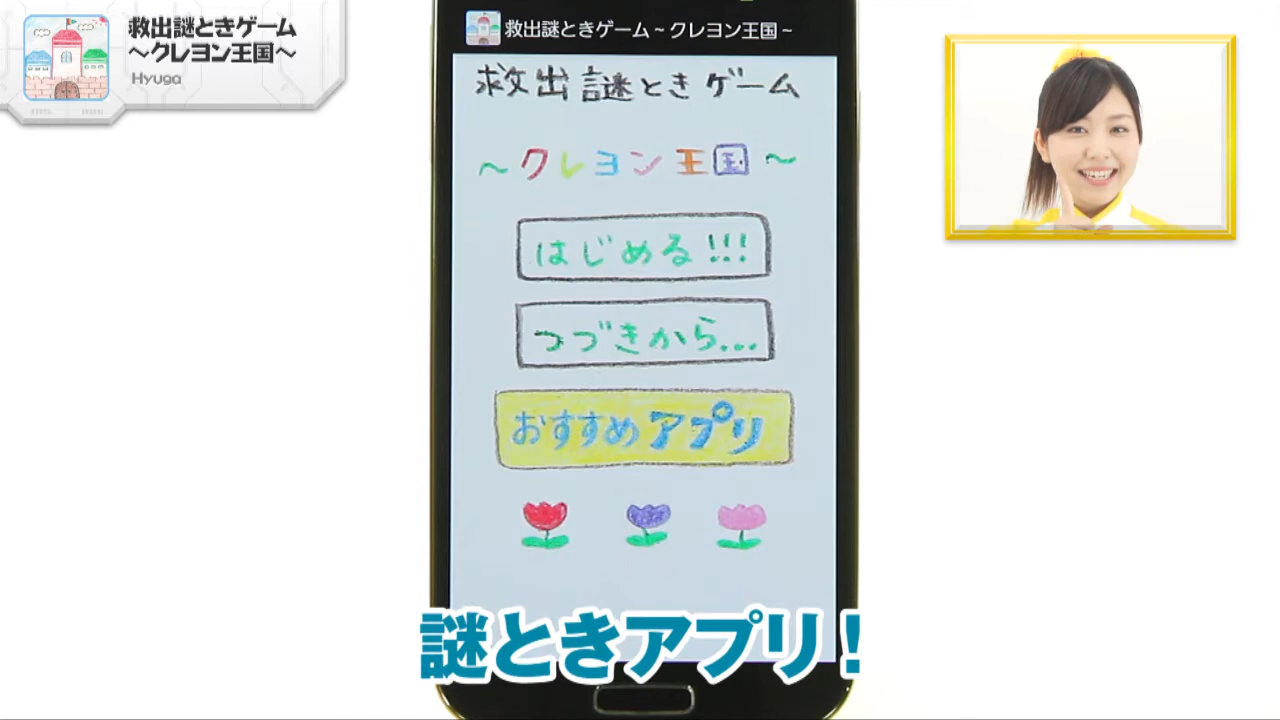 救出謎ときゲーム
～クレヨン王国～
Hyuga
救出謎ときゲーム～クレヨン王国～
救出謎ときゲーム
～クレヨン王国～
はじめる!!!
つづきから...
おすすめアプリ
謎ときアプリ！